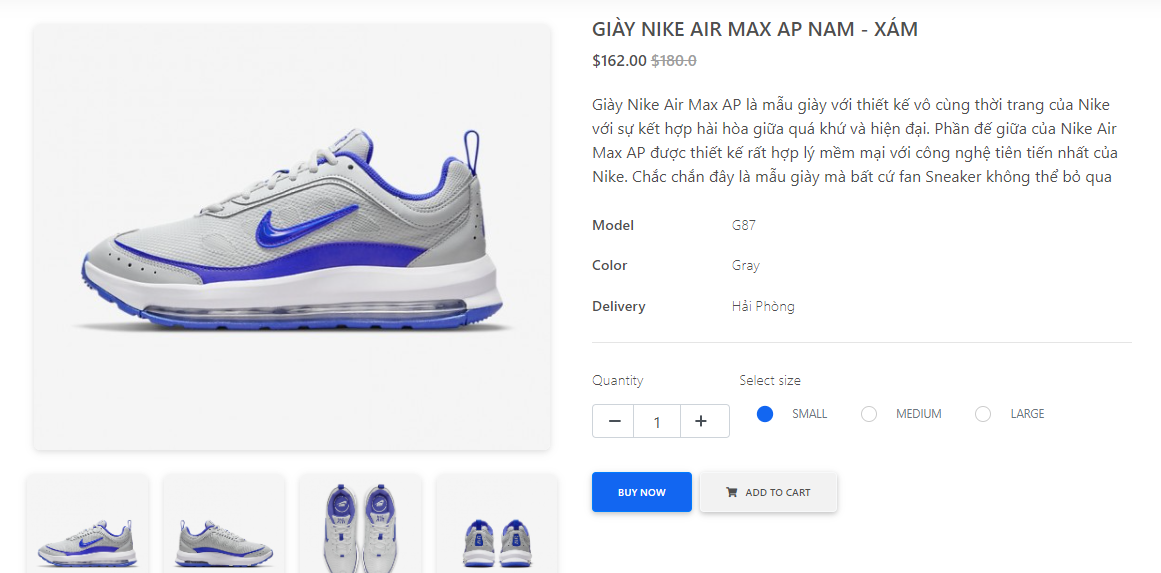 GIÀY NIKE AIR MAX AP NAM - XÁM
$162.00 $180.0
Giày Nike Air Max AP là mẫu giày với thiết kế vô cùng thời trang của Nike
với sự kết hợp hài hòa giữa quá khứ và hiện đại. Phần đế giữa của Nike Air
Max AP được thiết kế rất hợp lý mềm mại với công nghệ tiên tiến nhất của
Nike. Chắc chắn đây là mẫu giày mà bất cứ fan Sneaker không thể bỏ qua
Model G87
Color Gray
Delivery Hải Phòng
Quantity Select size
1 SMALL MEDIUM LARGE
BUY NOW ADD TO CART